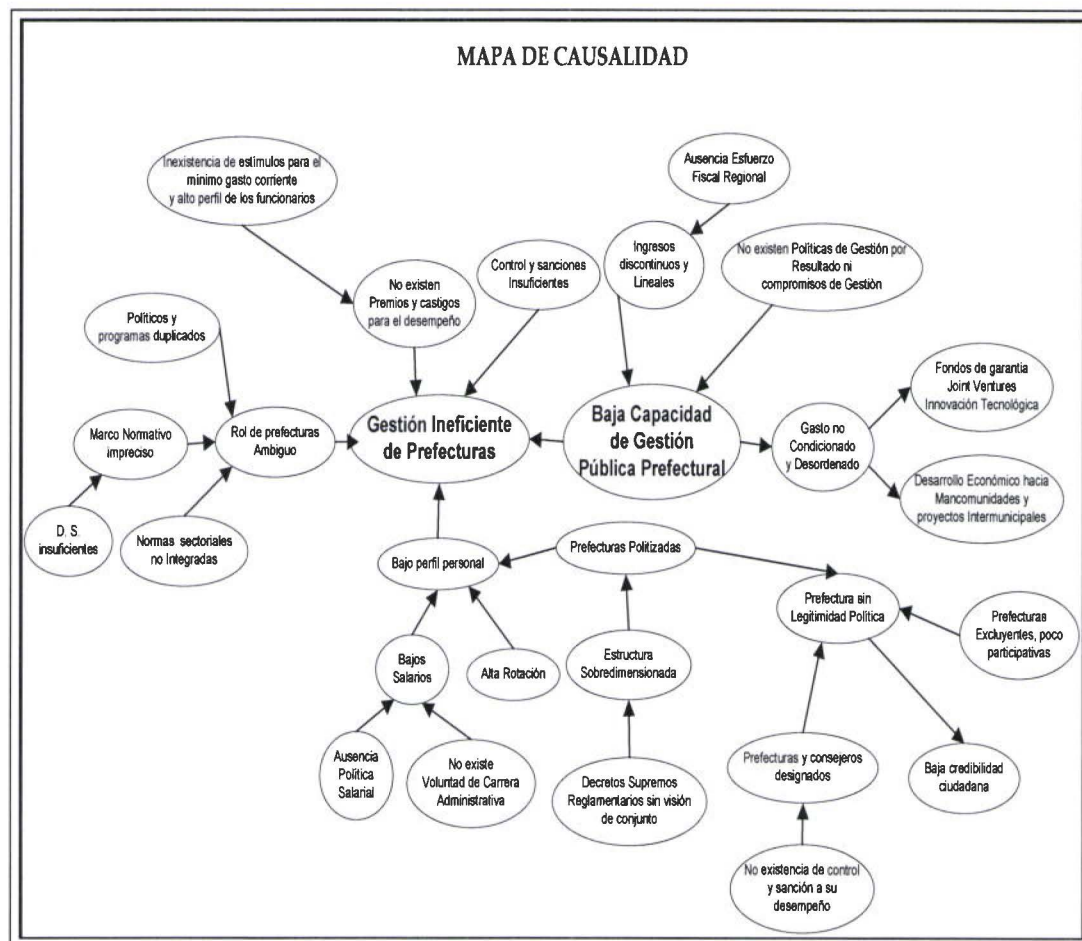 MAPA DE CAUSALIDAD
Inexistencia de estímulos para el
mínimo gasto corriente
y alto perfil de los funcionarios
Ausencia Esfuerzo
Fiscal Regional
Ingresos
discontinuos y
Lineales
No existen Políticas de Gestión por
Resultado ni
compromisos de Gestión
Control y sanciones
Insuficientes
No existen
Premios y castigos
para el desempeño
Políticos y
programas duplicados
Marco Normativo
impreciso
Rol de prefecturas
Ambiguo
Gestión Ineficiente
de Prefecturas
Baja Capacidad
de Gestión
Pública Prefectural
Gasto no
Condicionado
y Desordenado
Fondos de garantía
Joint Ventures
Innovación Tecnológica
Desarrollo Económico hacia
Mancomunidades y
proyectos Intermunicipales
D. S.
insuficientes
Normas sectoriales
no Integradas
Bajo perfil personal
Prefecturas Politizadas
Prefectura sin
Legitimidad Política
Prefecturas
Excluyentes, poco
participativas
Bajos
Salarios
Alta Rotación
Estructura
Sobredimensionada
Ausencia
Política
Salarial
No existe
Voluntad de Carrera
Administrativa
Decretos Supremos
Reglamentarios sin visión
de conjunto
Prefecturas y consejeros
designados
Baja credibilidad
ciudadana
No existencia de control
y sanción a su
desempeño